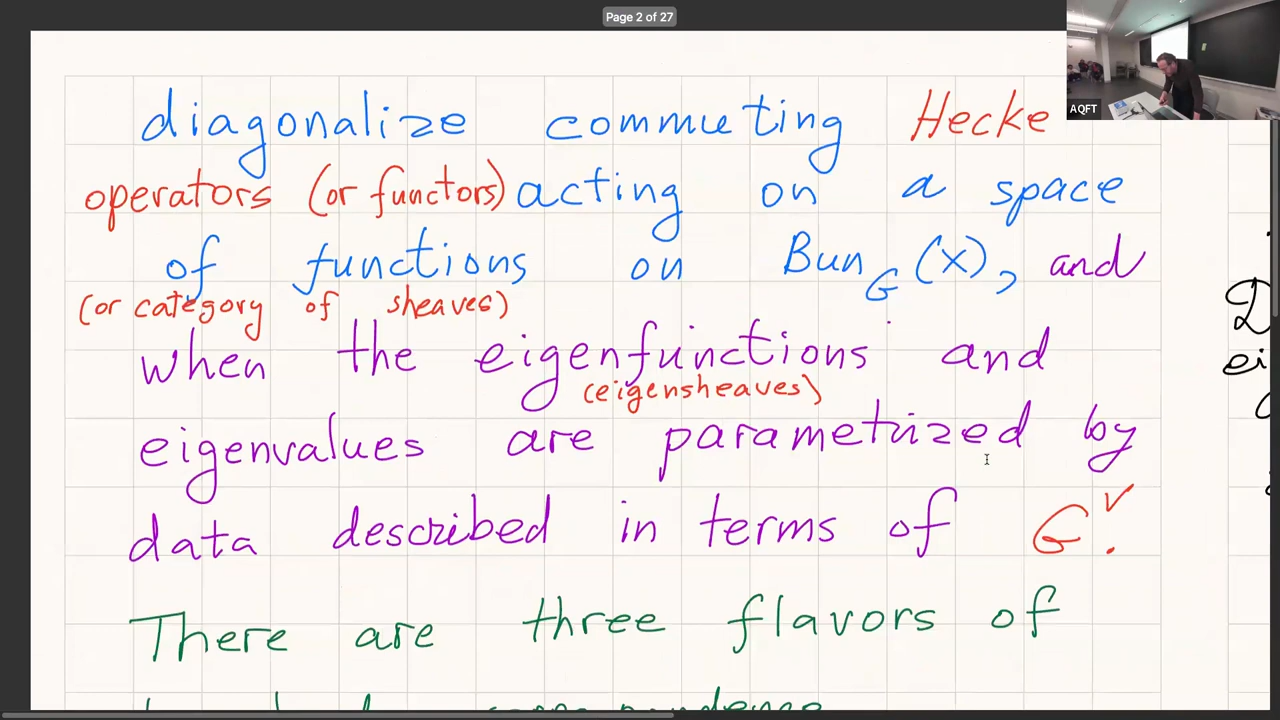 Page 2 of 27
AQFT
diagonalize commuting Hecke
operators (or functors) acting on a space
of functions on Bun_G(X), and
(or category of sheaves)
when the eigenfunctions and
(eigensheaves)
eigenvalues are parametrized by
data described in terms of G^∨.
There are three flavors of